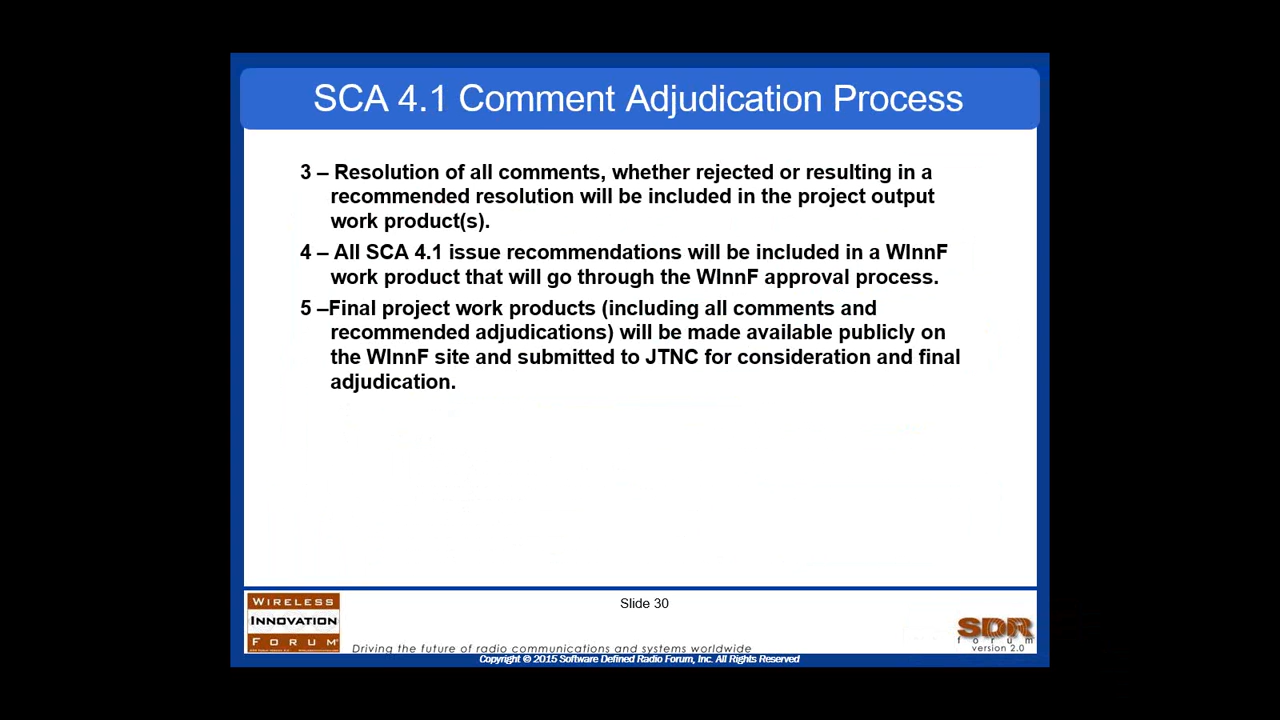 SCA 4.1 Comment Adjudication Process
3 – Resolution of all comments, whether rejected or resulting in a
recommended resolution will be included in the project output
work product(s).
4 – All SCA 4.1 issue recommendations will be included in a WInnF
work product that will go through the WInnF approval process.
5 –Final project work products (including all comments and
recommended adjudications) will be made available publicly on
the WInnF site and submitted to JTNC for consideration and final
adjudication.
Slide 30
WIRELESS
INNOVATION
FORUM
SDR
forum
version 2.0
Driving the future of radio communications and systems worldwide
Copyright © 2015 Software Defined Radio Forum, Inc. All Rights Reserved